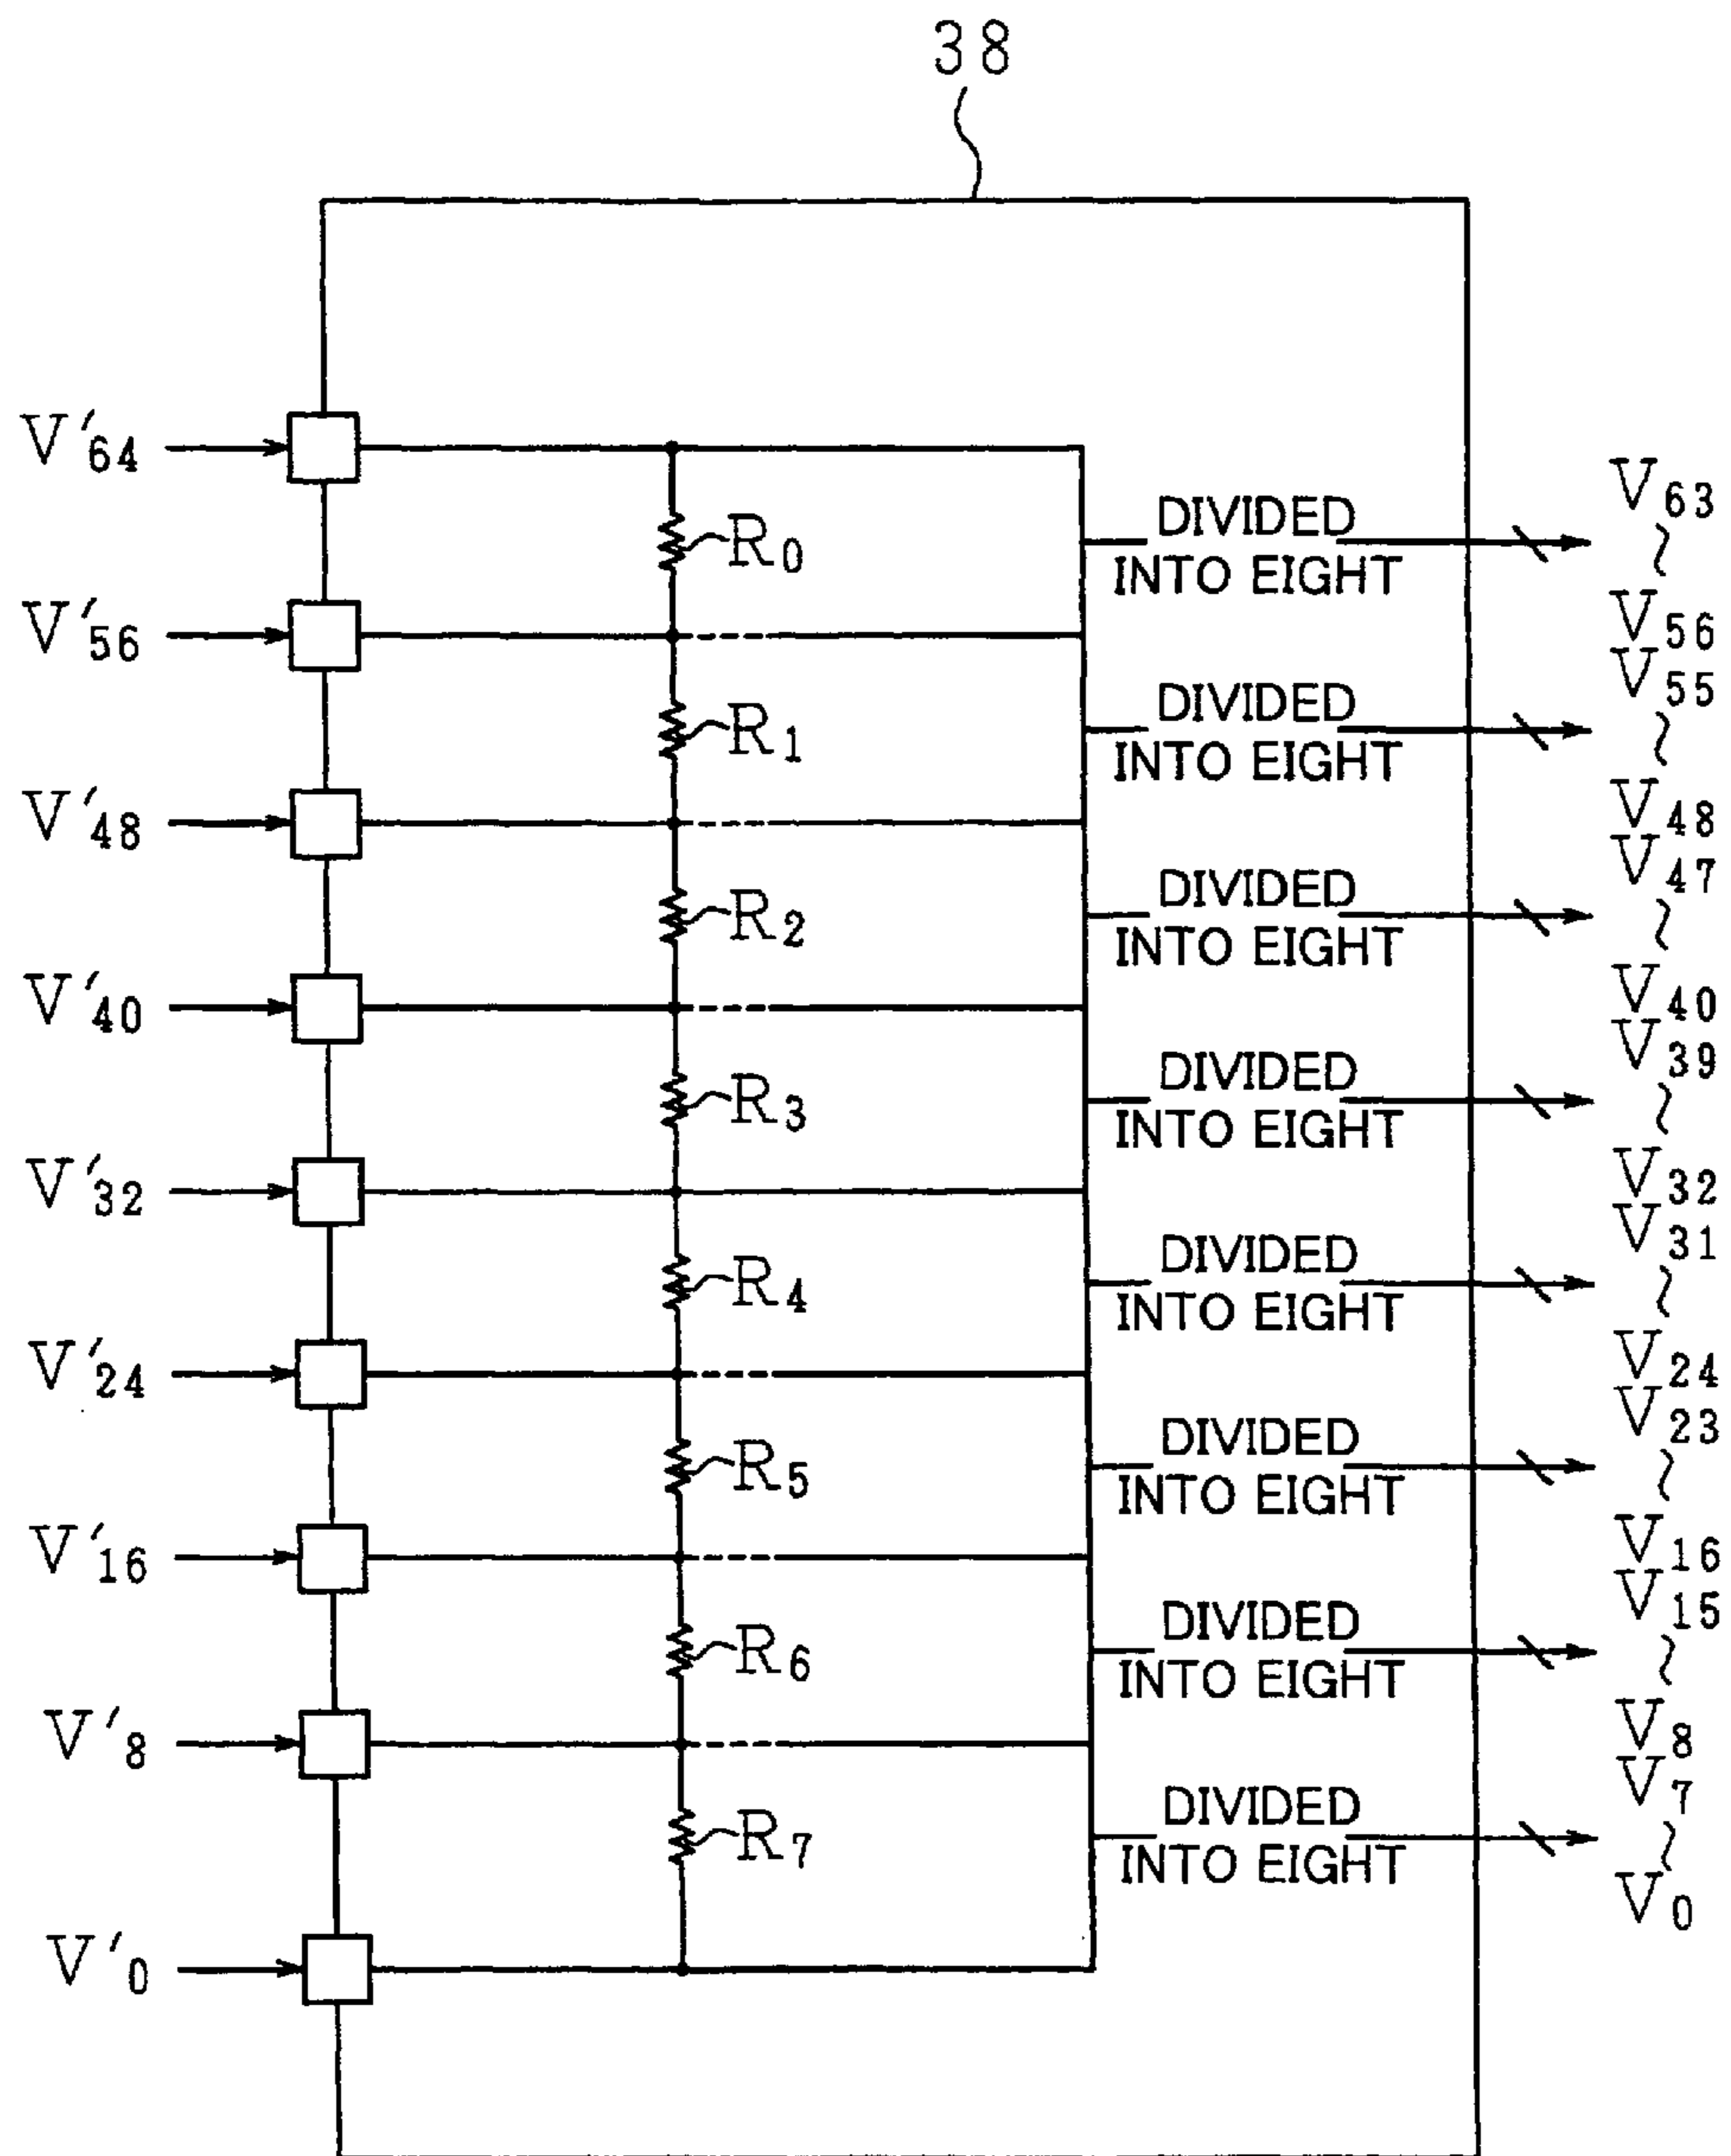 38
V'64
V63
R0
DIVIDED
INTO EIGHT
~
V'56
V56
V55
R1
DIVIDED
INTO EIGHT
~
V'48
V48
V47
R2
DIVIDED
INTO EIGHT
~
V'40
V40
V39
R3
DIVIDED
INTO EIGHT
~
V'32
V32
V31
R4
DIVIDED
INTO EIGHT
~
V'24
V24
V23
R5
DIVIDED
INTO EIGHT
~
V'16
V16
V15
R6
DIVIDED
INTO EIGHT
~
V'8
V8
V7
R7
DIVIDED
INTO EIGHT
~
V0
V'0